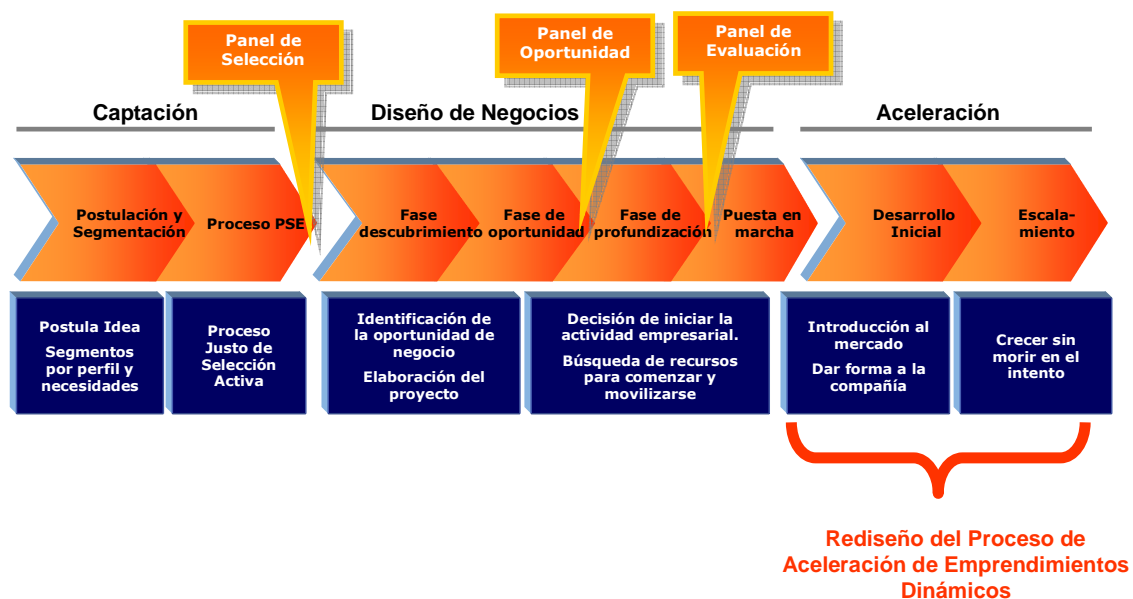 Panel de
Selección
Panel de
Oportunidad
Panel de
Evaluación
Captación
Diseño de Negocios
Aceleración
Postulación y
Segmentación
Proceso PSE
Fase
descubrimiento
Fase de
oportunidad
Fase de
profundización
Puesta en
marcha
Desarrollo
Inicial
Escala-
miento
Postula Idea
Segmentos
por perfil y
necesidades
Proceso
Justo de
Selección
Activa
Identificación de
la oportunidad de
negocio
Elaboración del
proyecto
Decisión de iniciar la
actividad empresarial.
Búsqueda de recursos
para comenzar y
movilizarse
Introducción al
mercado
Dar forma a la
compañía
Crecer sin
morir en el
intento
Rediseño del Proceso de
Aceleración de Emprendimientos
Dinámicos